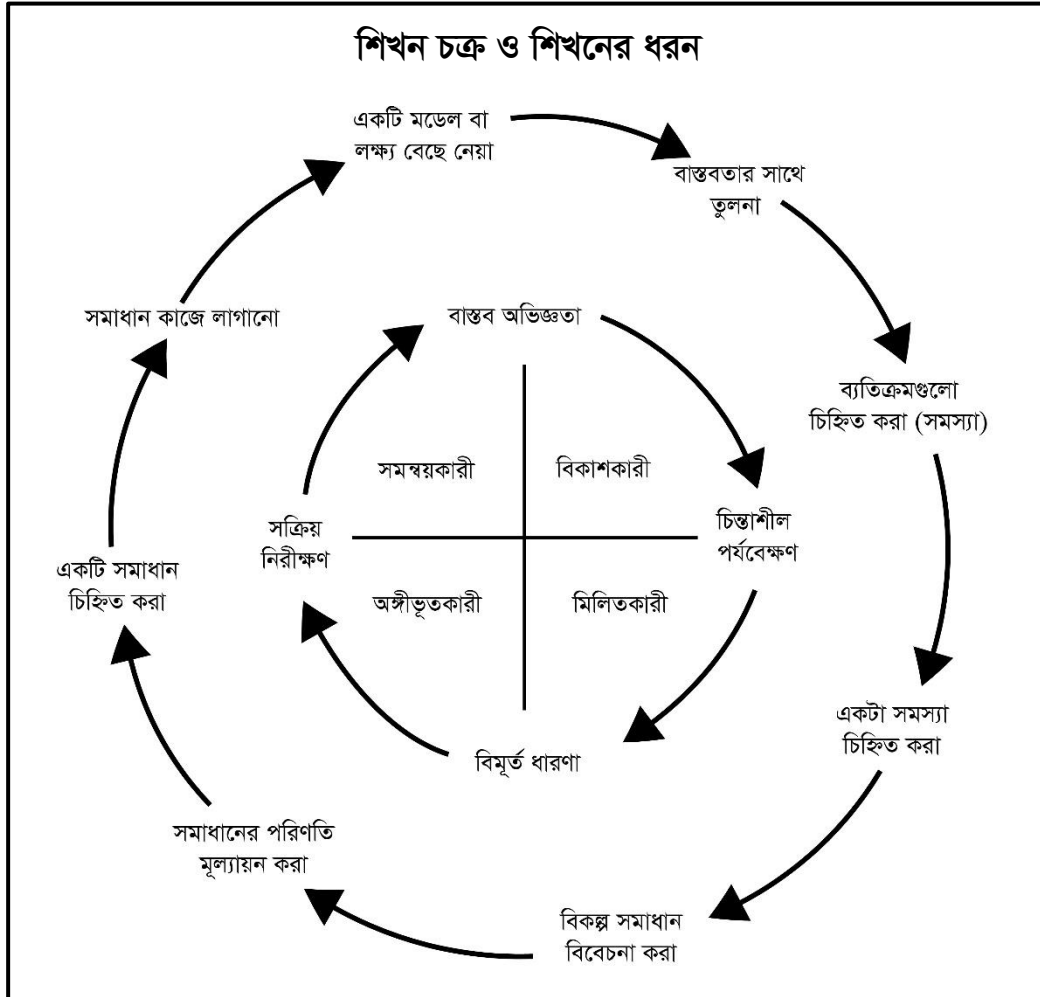 শিখন চক্র ও শিখনের ধরন
একটি মডেল বা
লক্ষ্য বেছে নেয়া
বাস্তবতার সাথে
তুলনা
ব্যতিক্রমগুলো
চিহ্নিত করা (সমস্যা)
একটা সমস্যা
চিহ্নিত করা
বিকল্প সমাধান
বিবেচনা করা
সমাধানের পরিণতি
মূল্যায়ন করা
একটি সমাধান
চিহ্নিত করা
সমাধান কাজে লাগানো
বাস্তব অভিজ্ঞতা
চিন্তাশীল
পর্যবেক্ষণ
বিমূর্ত ধারণা
সক্রিয়
নিরীক্ষণ
সমন্বয়কারী
বিকাশকারী
অঙ্গীভূতকারী
মিলিতকারী